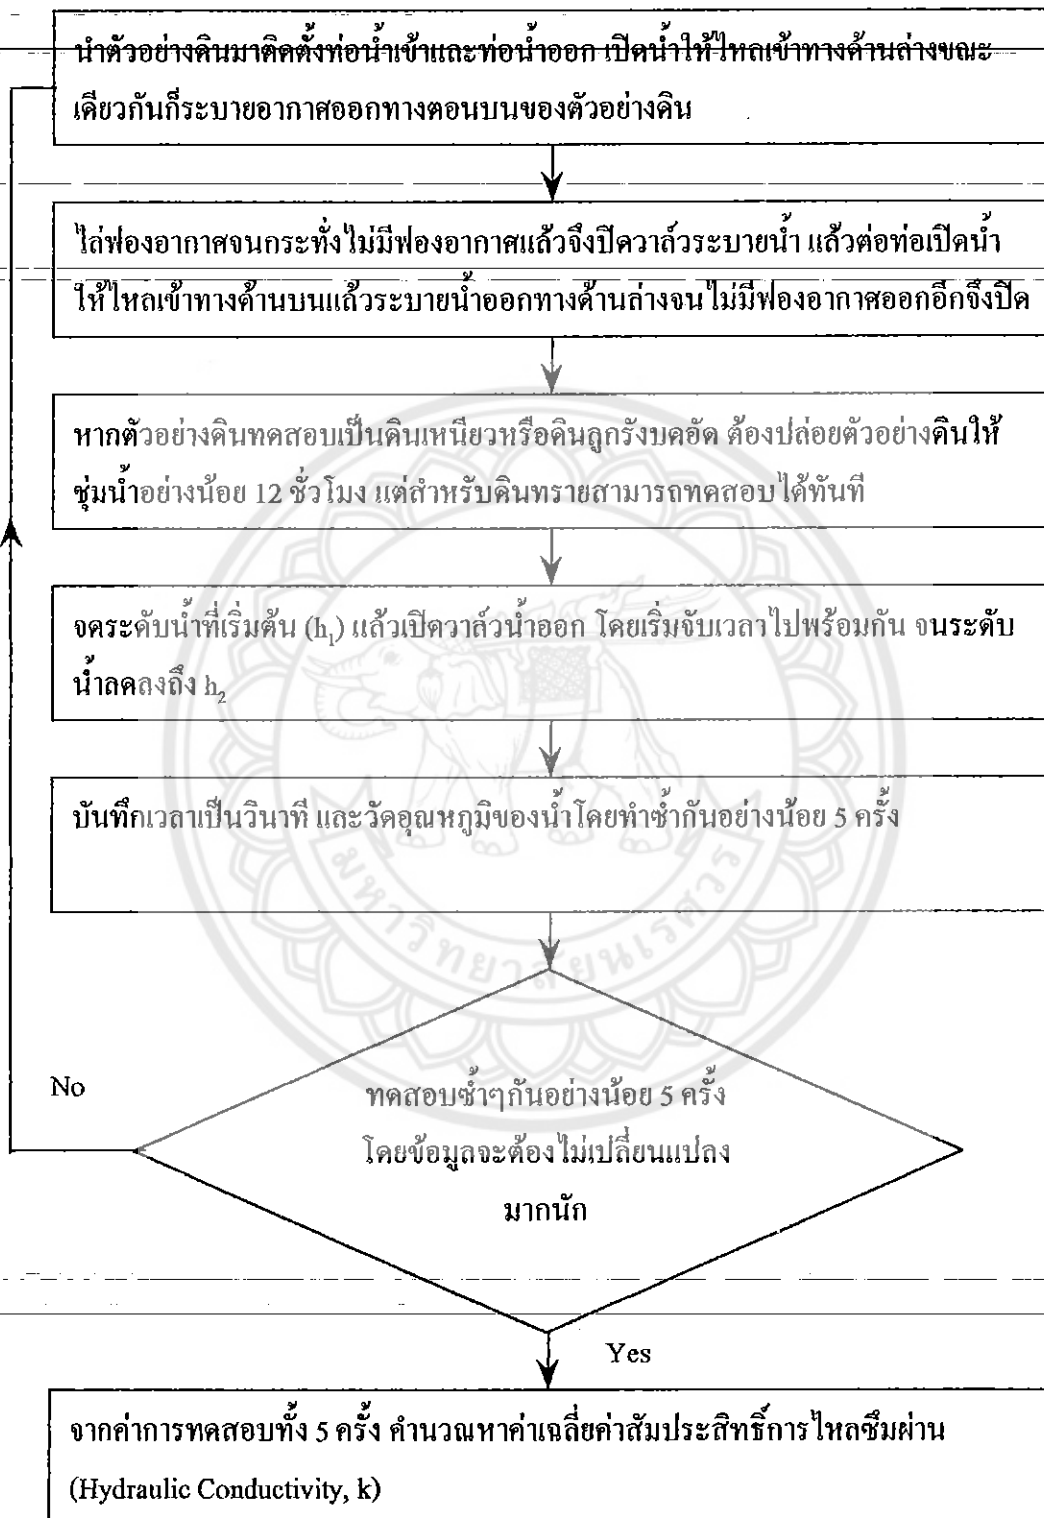 นำตัวอย่างดินมาติดตั้งท่อน้ำเข้าและท่อน้ำออก เปิดน้ำให้ไหลเข้าทางด้านล่างขณะ
เดียวกันก็ระบายอากาศออกทางตอนบนของตัวอย่างดิน
ไล่ฟองอากาศจนกระทั่งไม่มีฟองอากาศแล้วจึงปิดวาล์วระบายน้ำ แล้วต่อท่อเปิดน้ำ
ให้ไหลเข้าทางด้านบนแล้วระบายน้ำออกทางด้านล่างจนไม่มีฟองอากาศออกอีกจึงปิด
หากตัวอย่างดินทดสอบเป็นดินเหนียวหรือดินลูกรังบดอัด ต้องปล่อยตัวอย่างดินให้
ชุ่มน้ำอย่างน้อย 12 ชั่วโมง แต่สำหรับดินทรายสามารถทดสอบได้ทันที
จดระดับน้ำที่เริ่มต้น (h₁) แล้วเปิดวาล์วน้ำออก โดยเริ่มจับเวลาไปพร้อมกัน จนระดับ
น้ำลดลงถึง h₂
บันทึกเวลาเป็นวินาที และวัดอุณหภูมิของน้ำโดยทำซ้ำกันอย่างน้อย 5 ครั้ง
มหาวิทยาลัยนเรศวร
No
ทดสอบซ้ำๆกันอย่างน้อย 5 ครั้ง
โดยข้อมูลจะต้องไม่เปลี่ยนแปลง
มากนัก
Yes
จากค่าการทดสอบทั้ง 5 ครั้ง คำนวณหาค่าเฉลี่ยค่าสัมประสิทธิ์การไหลซึมผ่าน
(Hydraulic Conductivity, k)